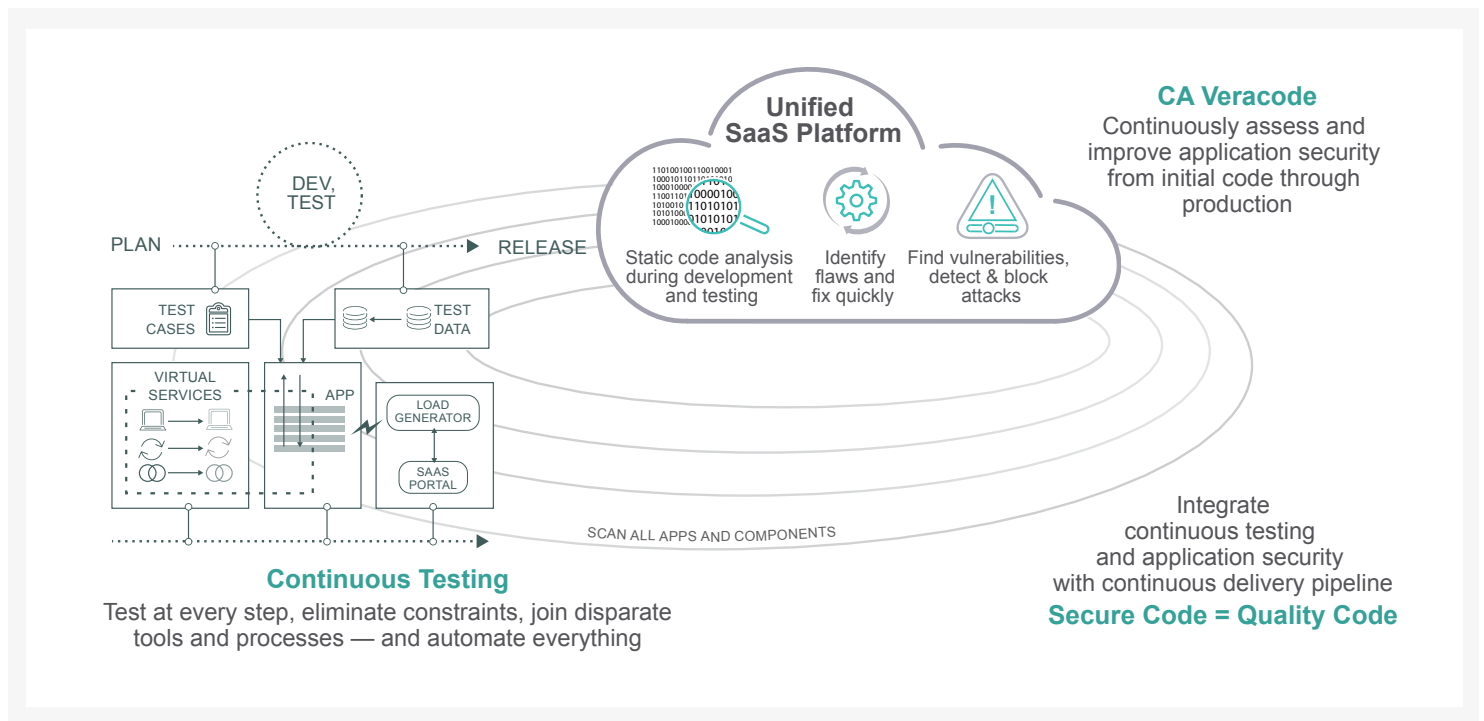 Unified
SaaS Platform
110100100110010001
Static code analysis
during development
and testing
Identify
flaws and
fix quickly
Find vulnerabilities,
detect & block
attacks
CA Veracode
Continuously assess and
improve application security
from initial code through
production
DEV,
TEST
PLAN
RELEASE
TEST
CASES
TEST
DATA
VIRTUAL
SERVICES
APP
LOAD
GENERATOR
SAAS
PORTAL
SCAN ALL APPS AND COMPONENTS
Continuous Testing
Test at every step, eliminate constraints, join disparate
tools and processes — and automate everything
Integrate
continuous testing
and application security
with continuous delivery pipeline
Secure Code = Quality Code